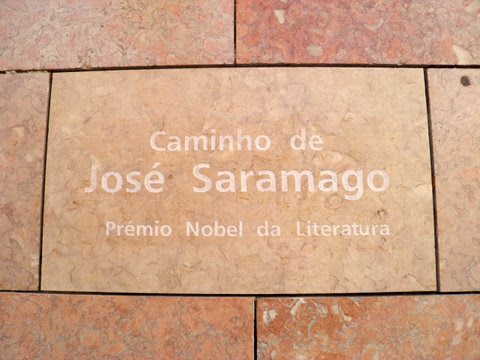 Caminho de
José Saramago
Prémio Nobel da Literatura